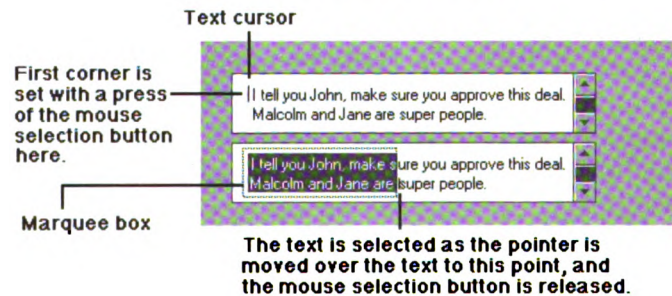 Text cursor
First corner is
set with a press
of the mouse
selection button
here.
I tell you John, make sure you approve this deal.
Malcolm and Jane are super people.
I tell you John, make sure you approve this deal.
Malcolm and Jane are super people.
Marquee box
The text is selected as the pointer is
moved over the text to this point, and
the mouse selection button is released.